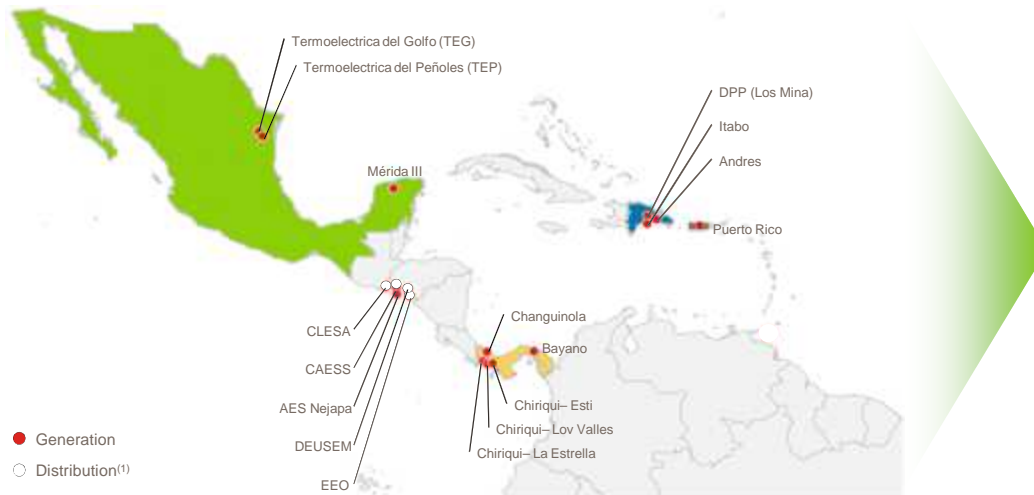 Termoelectrica del Golfo (TEG)
Termoelectrica del Peñoles (TEP)
DPP (Los Mina)
Itabo
Andres
Mérida III
Puerto Rico
CLESA
CAESS
AES Nejapa
DEUSEM
EEO
Changuinola
Bayano
Chiriqui– Esti
Chiriqui– Lov Valles
Chiriqui– La Estrella
Generation
Distribution(1)